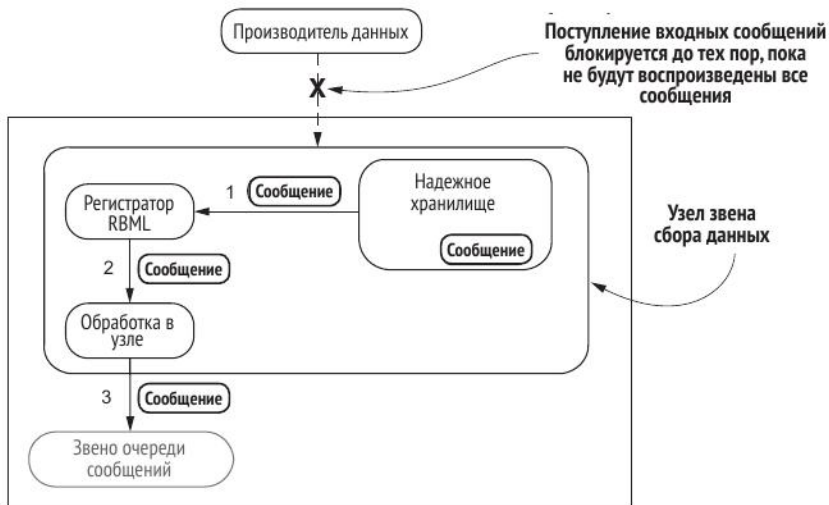 Производитель данных
Поступление входных сообщений
блокируется до тех пор, пока
не будут воспроизведены все
сообщения
X
Надежное
хранилище
Сообщение
1 Сообщение
Регистратор
RBML
Узел звена
сбора данных
2 Сообщение
Обработка в
узле
3 Сообщение
Звено очереди
сообщений